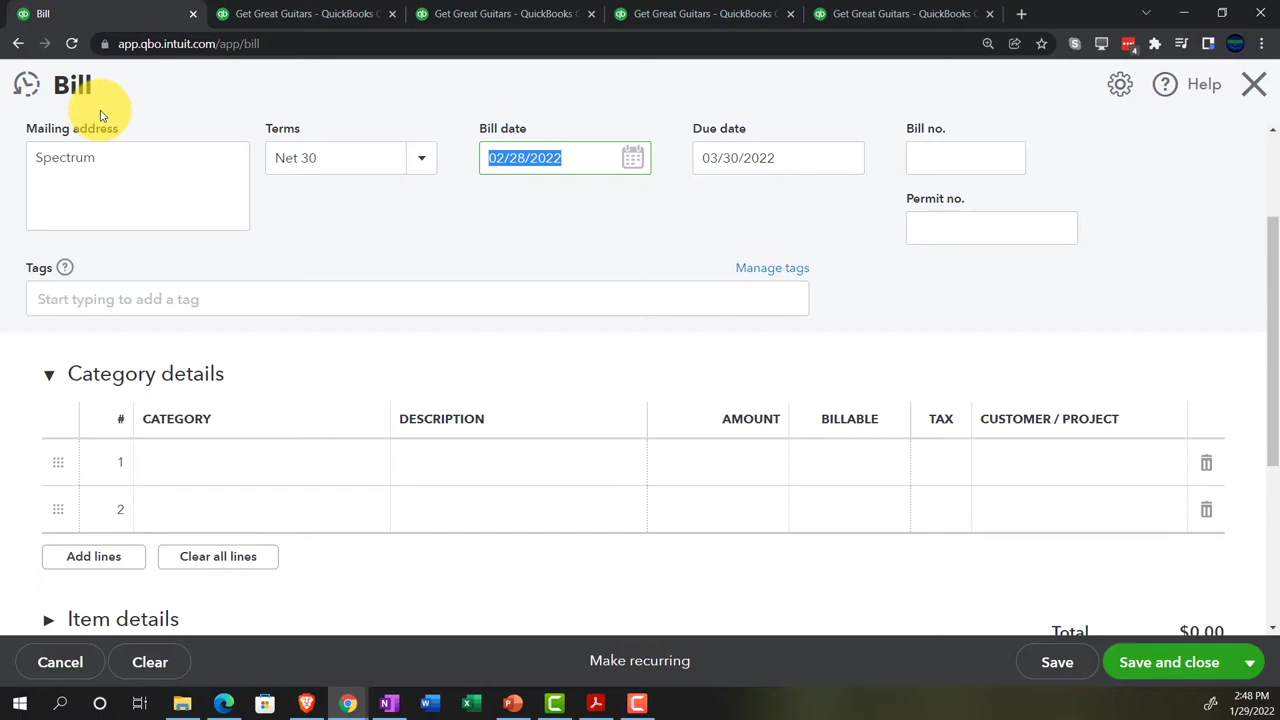 Bill
Get Great Guitars - QuickBooks C
Get Great Guitars - QuickBooks C
Get Great Guitars - QuickBooks C
Get Great Guitars - QuickBooks C
app.qbo.intuit.com/app/bill
4
Bill
Help
Mailing address
Terms
Bill date
Due date
Bill no.
Spectrum
Net 30
02/28/2022
03/30/2022
Permit no.
Tags
Manage tags
Start typing to add a tag
Category details
# CATEGORY DESCRIPTION AMOUNT BILLABLE TAX CUSTOMER / PROJECT
1
2
Add lines
Clear all lines
Item details
Total $0.00
Cancel
Clear
Make recurring
Save
Save and close
2:48 PM
1/29/2022